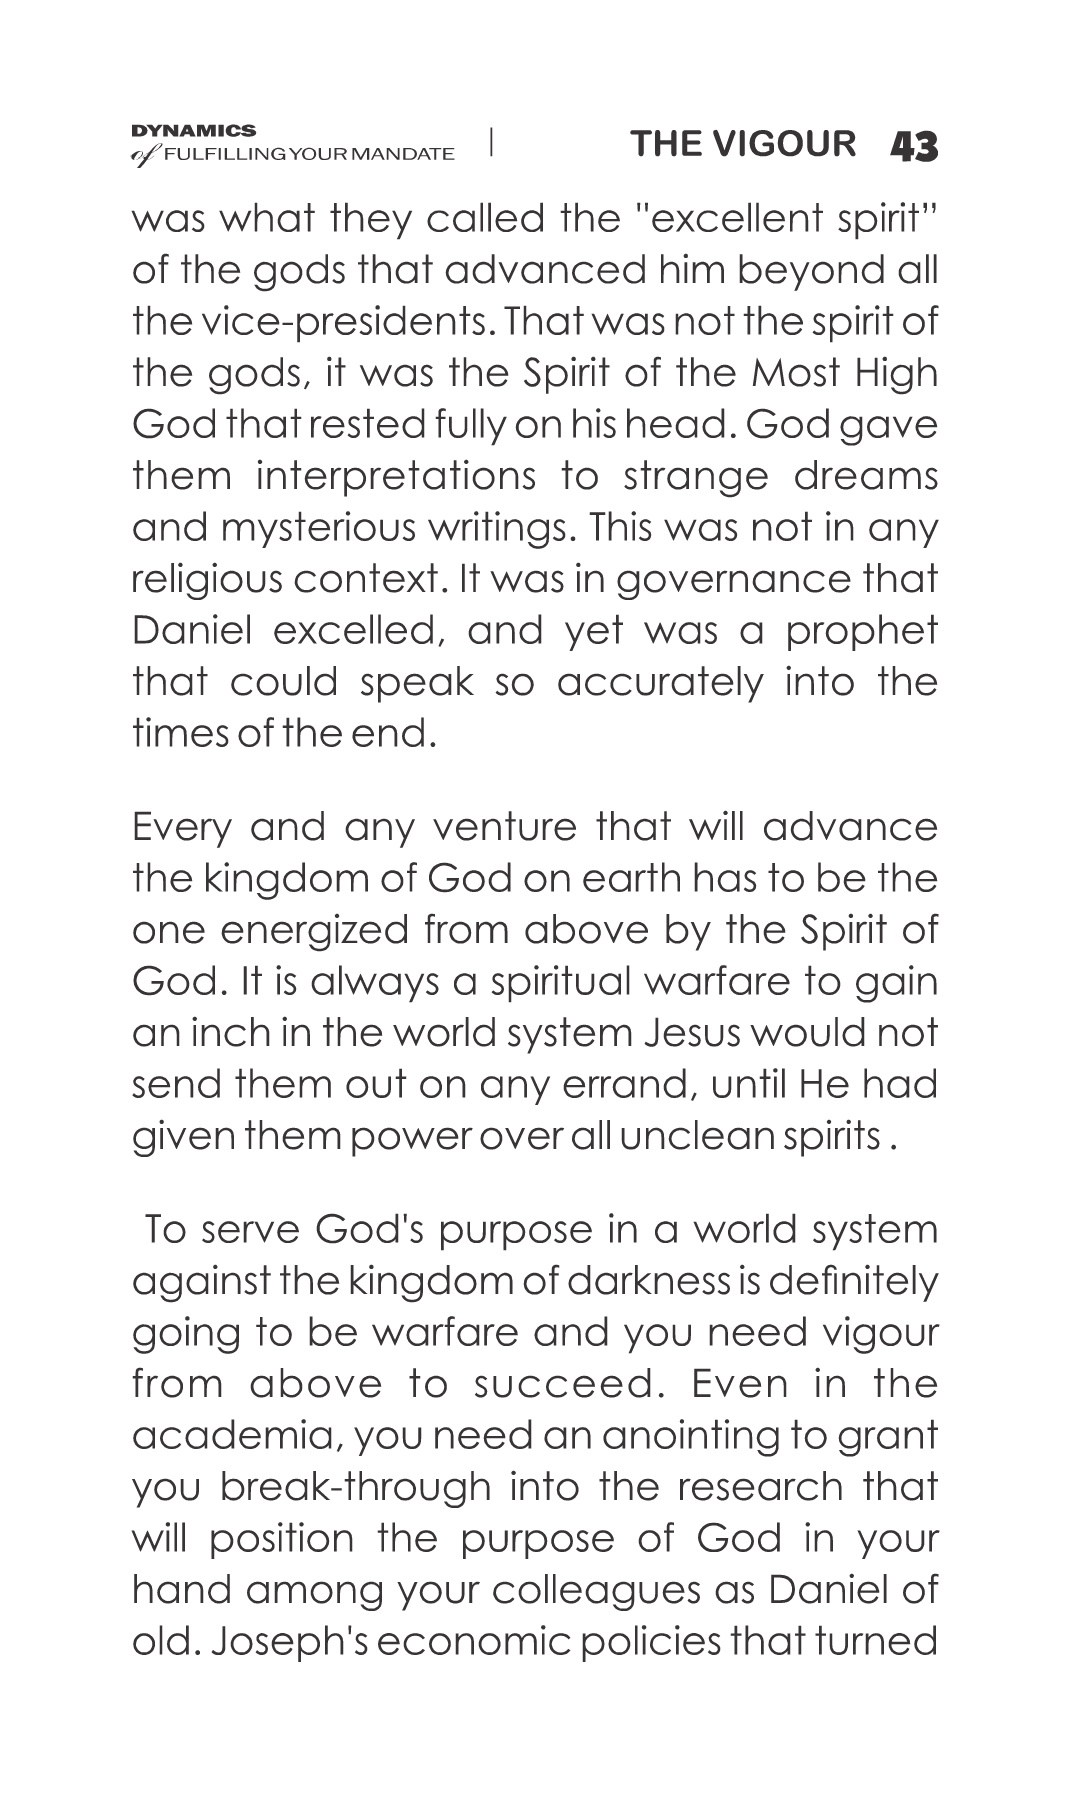 DYNAMICS
of FULFILLING YOUR MANDATE
THE VIGOUR 43
was what they called the "excellent spirit”
of the gods that advanced him beyond all
the vice-presidents. That was not the spirit of
the gods, it was the Spirit of the Most High
God that rested fully on his head. God gave
them interpretations to strange dreams
and mysterious writings. This was not in any
religious context. It was in governance that
Daniel excelled, and yet was a prophet
that could speak so accurately into the
times of the end.
Every and any venture that will advance
the kingdom of God on earth has to be the
one energized from above by the Spirit of
God. It is always a spiritual warfare to gain
an inch in the world system Jesus would not
send them out on any errand, until He had
given them power over all unclean spirits .
To serve God's purpose in a world system
against the kingdom of darkness is definitely
going to be warfare and you need vigour
from above to succeed. Even in the
academia, you need an anointing to grant
you break-through into the research that
will position the purpose of God in your
hand among your colleagues as Daniel of
old. Joseph's economic policies that turned